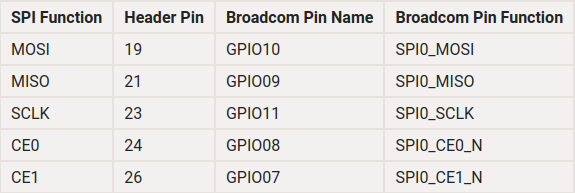 SPI Function Header Pin Broadcom Pin Name Broadcom Pin Function
MOSI 19 GPIO10 SPI0_MOSI
MISO 21 GPIO09 SPI0_MISO
SCLK 23 GPIO11 SPI0_SCLK
CE0 24 GPIO08 SPI0_CE0_N
CE1 26 GPIO07 SPI0_CE1_N